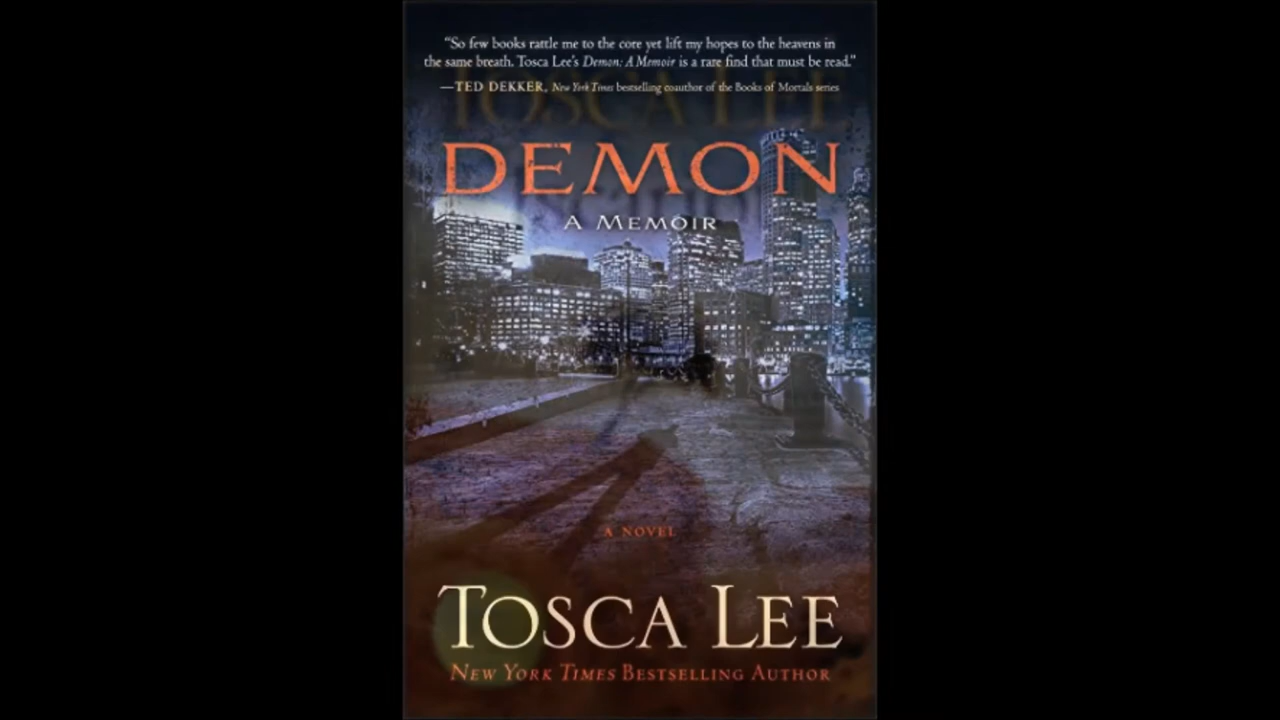 “So few books rattle me to the core yet lift my hopes to the heavens in
the same breath. Tosca Lee’s Demon: A Memoir is a rare find that must be read.”
—TED DEKKER, New York Times bestselling coauthor of the Books of Mortals series
TOSCA LEE
DEMON
A MEMOIR
A NOVEL
TOSCA LEE
NEW YORK TIMES BESTSELLING AUTHOR